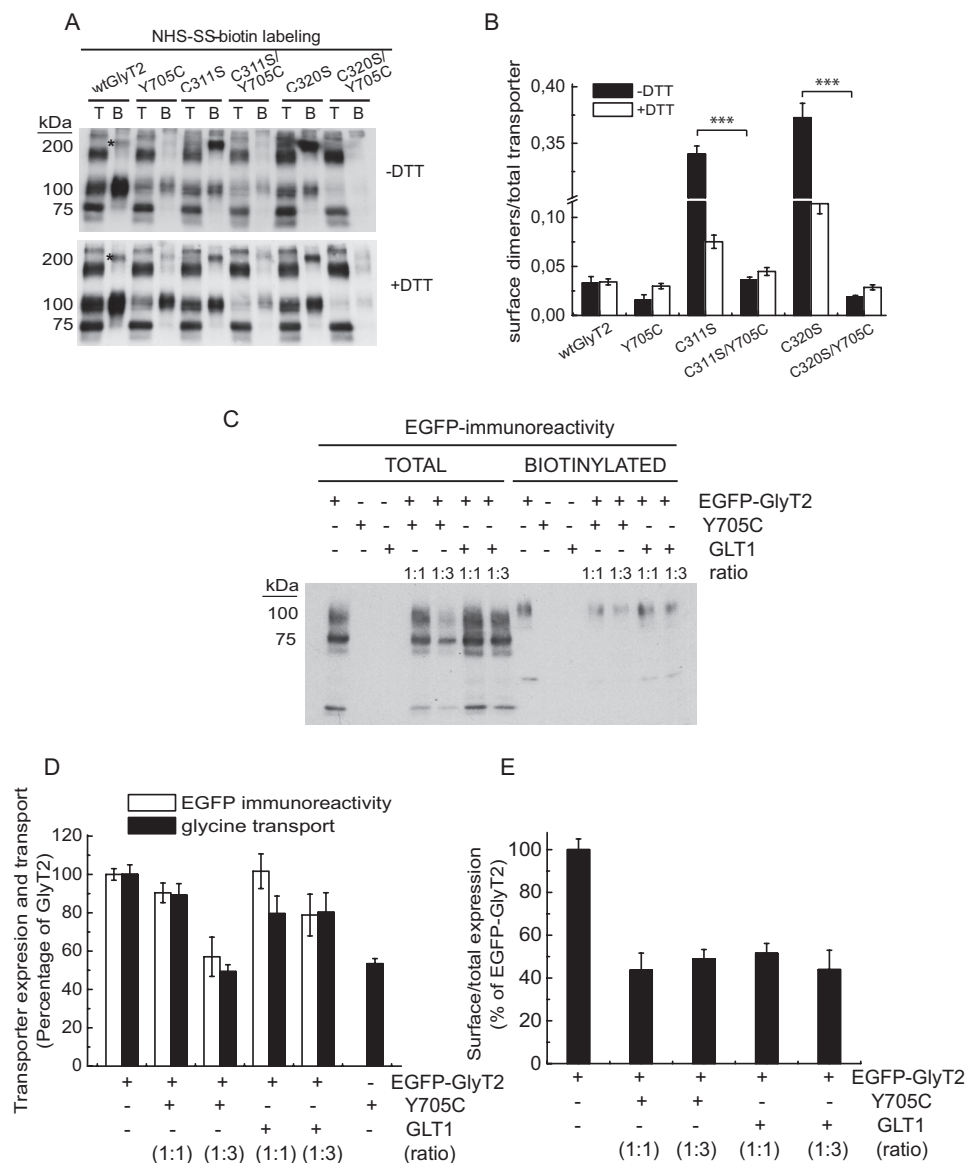 A
NHS-SS-biotin labeling
wtGlyT2 Y705C C311S C311S/Y705C C320S C320S/Y705C
T B T B T B T B T B T B
kDa
200
*
100
75
-DTT
200
*
100
75
+DTT
B
surface dimers/total transporter
-DTT
+DTT
***
***
0,35
0,10
0,05
0,00
wtGlyT2 Y705C C311S C311S/Y705C C320S C320S/Y705C
C
EGFP-immunoreactivity
TOTAL BIOTINYLATED
+ - - + + + + + - - + + + + EGFP-GlyT2
- + - + + - - - + - + + - - Y705C
- - + - - + + - - + - - + + GLT1
1:1 1:3 1:1 1:3 1:1 1:3 1:1 1:3 ratio
kDa
100
75
D
Transporter expresion and transport
(Percentage of GlyT2)
EGFP immunoreactivity
glycine transport
120
100
80
60
40
20
0
+ + + + + - EGFP-GlyT2
- + + - - + Y705C
- - - + + - GLT1
(1:1) (1:3) (1:1) (1:3) (ratio)
E
Surface/total expression
(% of EGFP-GlyT2)
100
80
60
40
20
0
+ + + + + EGFP-GlyT2
- + + - - Y705C
- - - + + GLT1
(1:1) (1:3) (1:1) (1:3) (ratio)